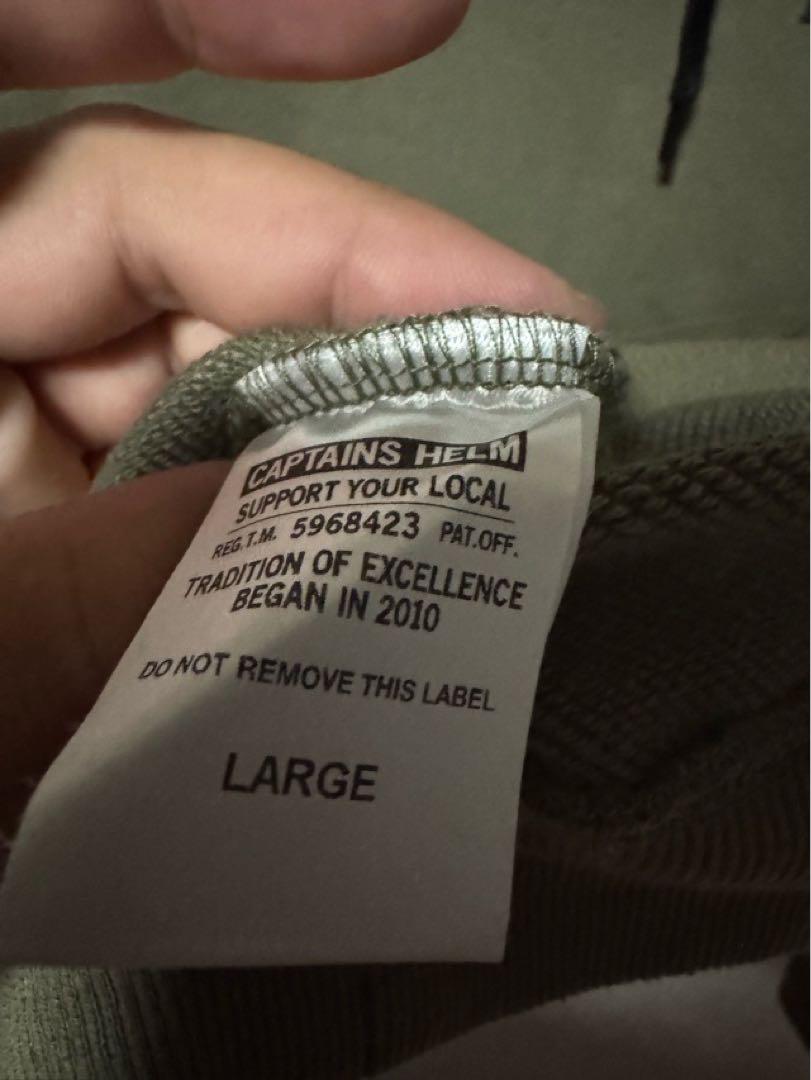 CAPTAINS HELM
SUPPORT YOUR LOCAL
REG.T.M. 5968423 PAT.OFF.
TRADITION OF EXCELLENCE
BEGAN IN 2010
DO NOT REMOVE THIS LABEL
LARGE